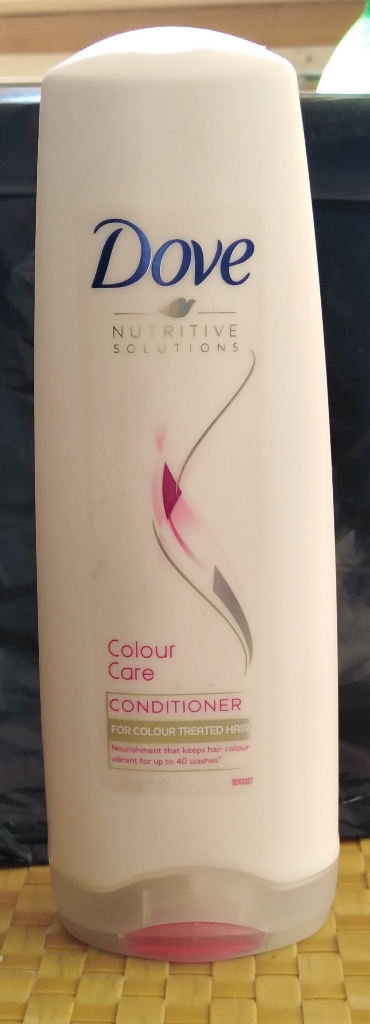 Dove
NUTRITIVE
SOLUTIONS
Colour
Care
CONDITIONER
FOR COLOUR TREATED HAIR
Nourishment that keeps hair colour
vibrant for up to 40 washes*